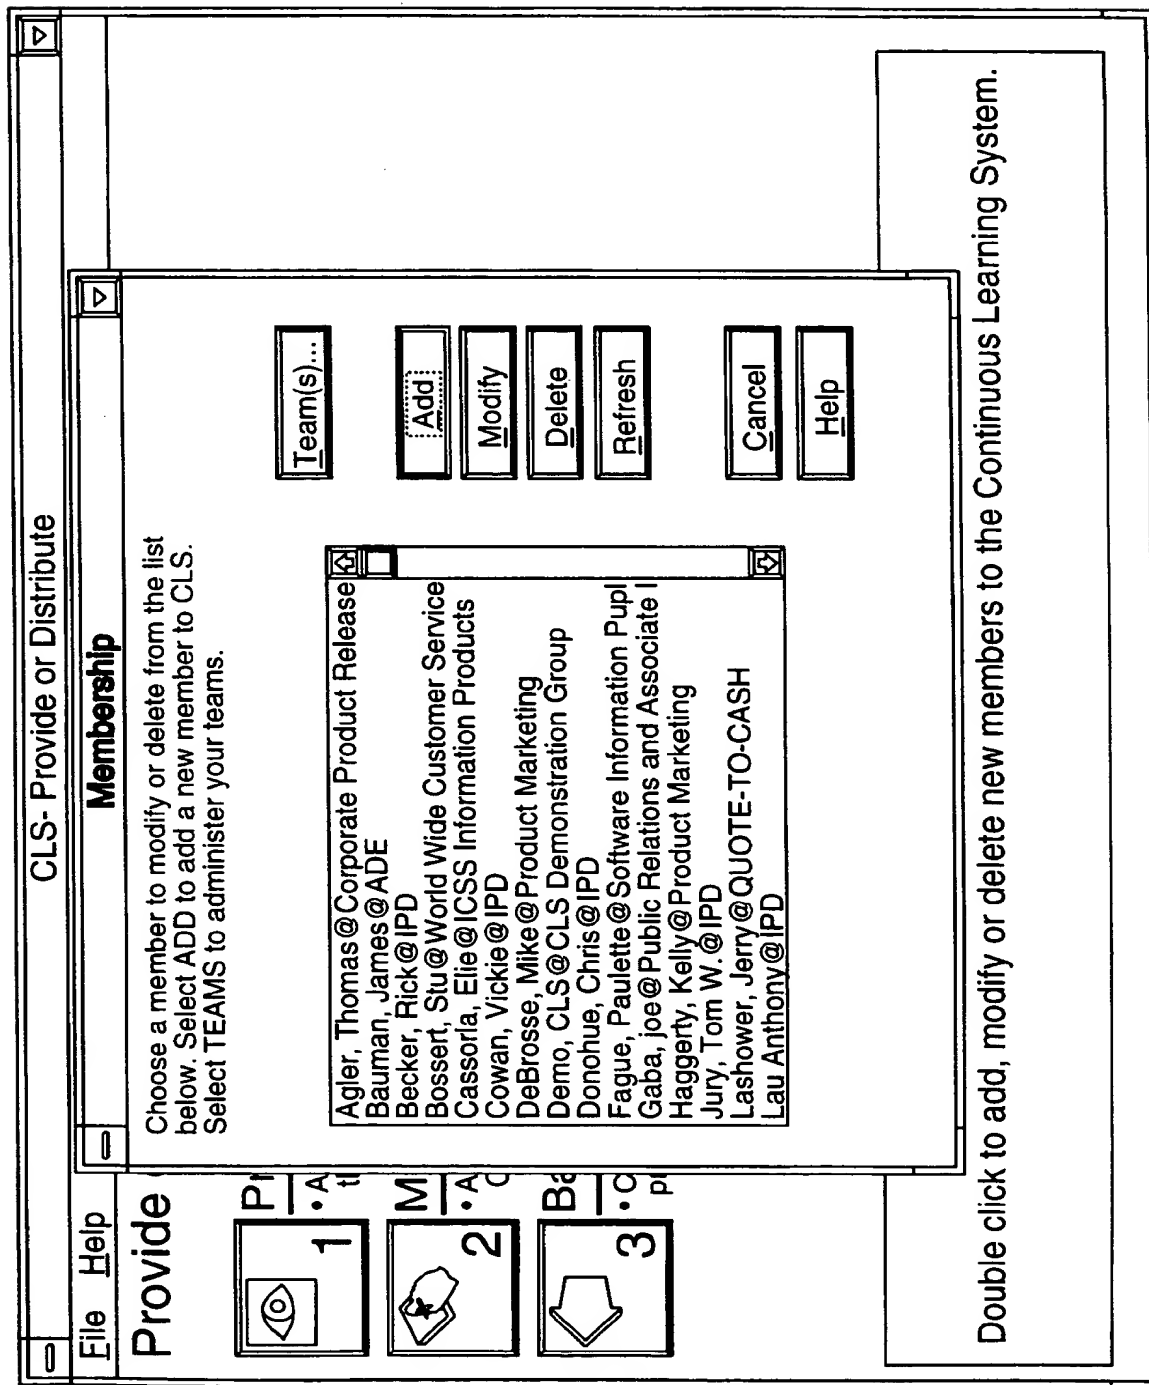 CLS- Provide or Distribute
File Help
Provide
1
Pr
• A
2
M
• A
3
Ba
• C
Membership
Choose a member to modify or delete from the list
below. Select ADD to add a new member to CLS.
Select TEAMS to administer your teams.
Agler, Thomas@Corporate Product Release
Bauman, James@ADE
Becker, Rick@IPD
Bossert, Stu@World Wide Customer Service
Cassorla, Elie@ICSS Information Products
Cowan, Vickie@IPD
DeBrosse, Mike@Product Marketing
Demo, CLS@CLS Demonstration Group
Donohue, Chris@IPD
Fague, Paulette@Software Information Pupl
Gaba, joe@Public Relations and Associate
Haggerty, Kelly@Product Marketing
Jury, Tom W.@IPD
Lashower, Jerry@QUOTE-TO-CASH
Lau Anthony@IPD
Team(s)...
Add
Modify
Delete
Refresh
Cancel
Help
Double click to add, modify or delete new members to the Continuous Learning System.